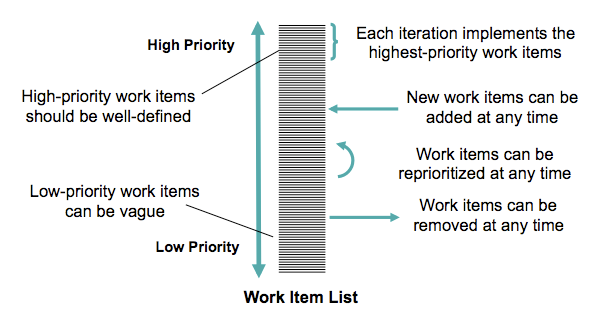 High Priority
Each iteration implements the
highest-priority work items
High-priority work items
should be well-defined
New work items can be
added at any time
Work items can be
reprioritized at any time
Low-priority work items
can be vague
Work items can be
removed at any time
Low Priority
Work Item List